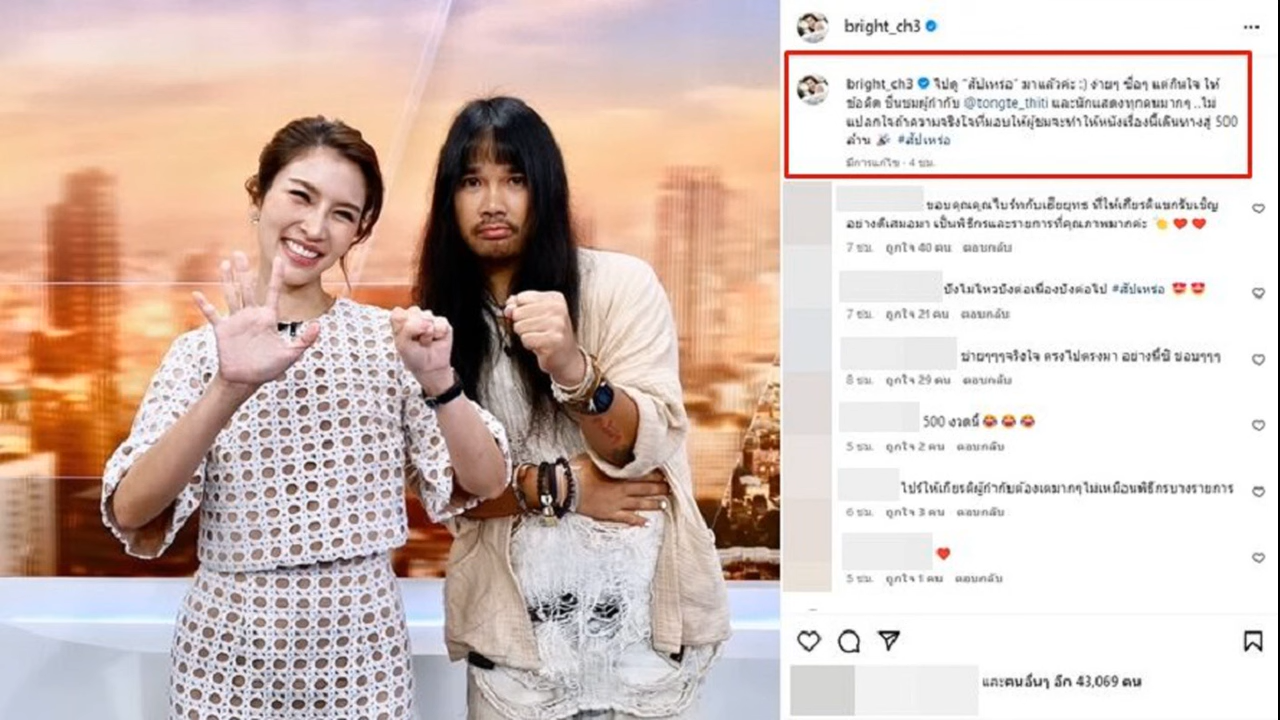 bright_ch3
bright_ch3 ไปดู "สัปเหร่อ" มาแล้วค่ะ :) ง่ายๆ ซื่อๆ แต่กินใจ ให้
ข้อคิด ชื่นชมผู้กำกับ @tongte_thiti และนักแสดงทุกคนมากๆ ..ไม่
แปลกใจถ้าความจริงใจที่มอบให้ผู้ชมจะทำให้หนังเรื่องนี้เดินทางสู่ 500
ล้าน 🎉 #สัปเหร่อ
มีการแก้ไข · 4 ชม.
ขอบคุณคุณไบร์ทกับเฮียยุทธ ที่ให้เกียรติแขกรับเชิญ
อย่างดีเสมอมา เป็นพิธีกรและรายการที่คุณภาพมากค่ะ 👏❤️❤️
7 ชม. ถูกใจ 40 คน ตอบกลับ
ปังไม่ไหวปังต่อเนื่องปังต่อไป #สัปเหร่อ 😍😍
7 ชม. ถูกใจ 21 คน ตอบกลับ
ตรงไปตรงมา
8 ชม. ถูกใจ 29 คน ตอบกลับ
500 งวดนี้ 😂😂😂
5 ชม. ถูกใจ 2 คน ตอบกลับ
ไบร์ให้เกียรติผู้กำกับต้องเตมากๆไม่เหมือนพิธีกรบางรายการ
6 ชม. ถูกใจ 3 คน ตอบกลับ
❤️
5 ชม. ถูกใจ 1 คน ตอบกลับ
และคนอื่นๆ อีก 43,069 คน